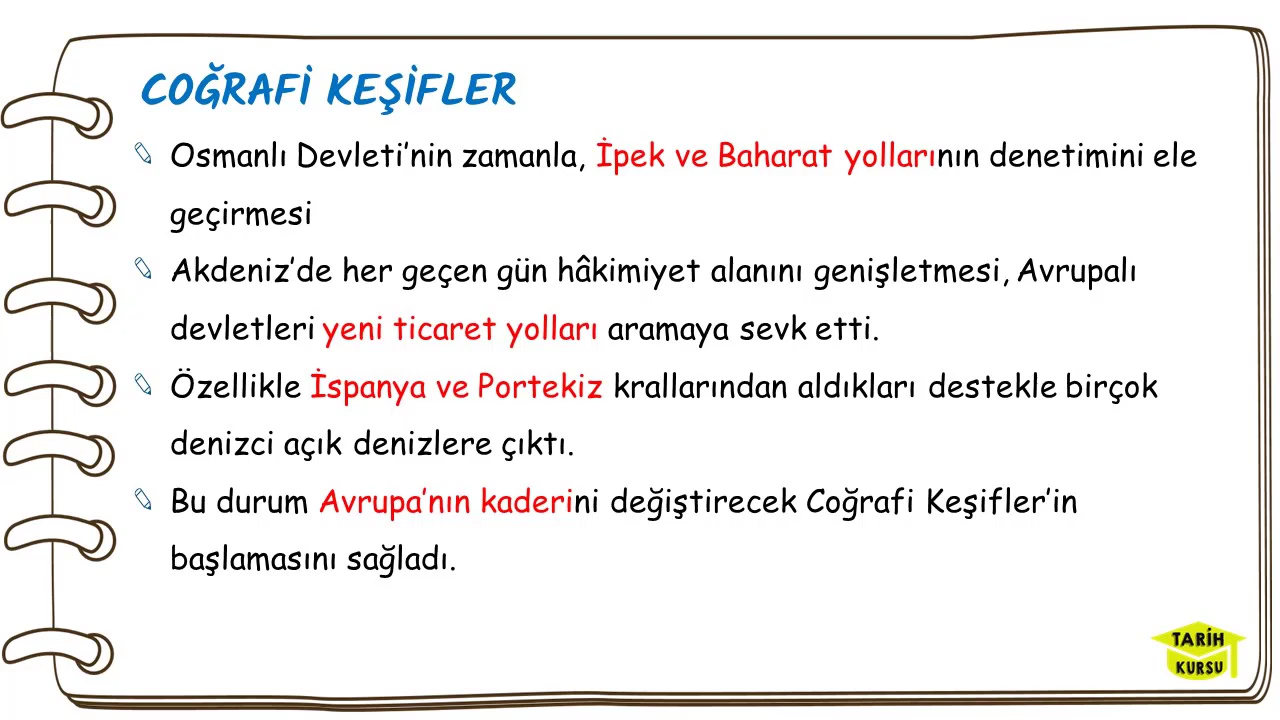 COĞRAFİ KEŞİFLER
Osmanlı Devleti’nin zamanla, İpek ve Baharat yollarının denetimini ele
geçirmesi
Akdeniz’de her geçen gün hâkimiyet alanını genişletmesi, Avrupalı
devletleri yeni ticaret yolları aramaya sevk etti.
Özellikle İspanya ve Portekiz krallarından aldıkları destekle birçok
denizci açık denizlere çıktı.
Bu durum Avrupa’nın kaderini değiştirecek Coğrafi Keşifler’in
başlamasını sağladı.
TARİH
KURSU